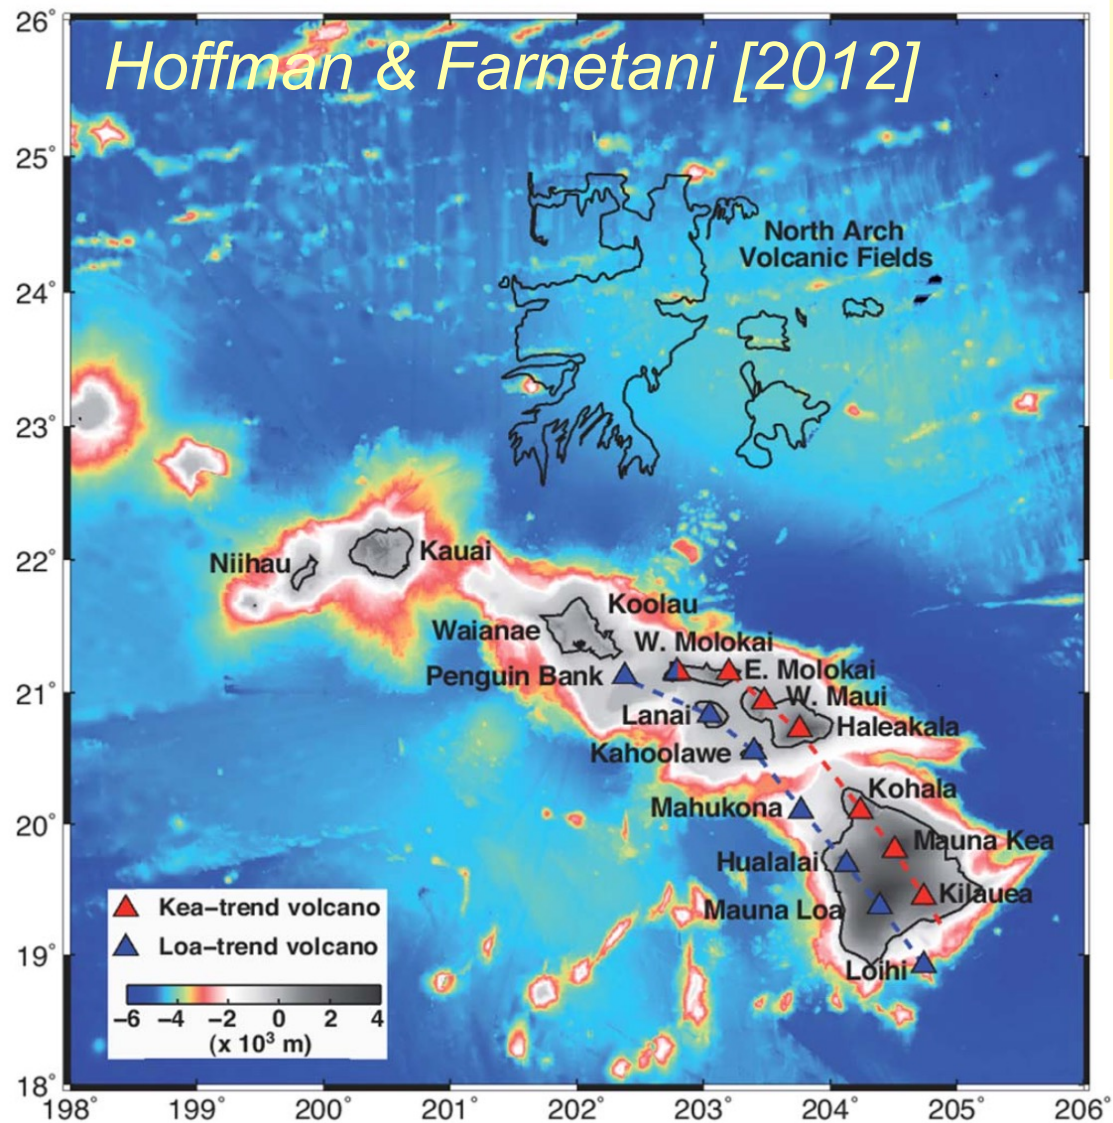 Hoffman & Farnetani [2012]
26°
25°
24°
23°
22°
21°
20°
19°
18°
North Arch
Volcanic Fields
Niihau
Kauai
Koolau
Waianae
W. Molokai
Penguin Bank
E. Molokai
W. Maui
Lanai
Haleakala
Kahoolawe
Kohala
Mahukona
Mauna Kea
Hualalai
Kilauea
Mauna Loa
Loihi
Kea–trend volcano
Loa–trend volcano
−6 −4 −2 0 2 4
(x 10³ m)
198° 199° 200° 201° 202° 203° 204° 205° 206°